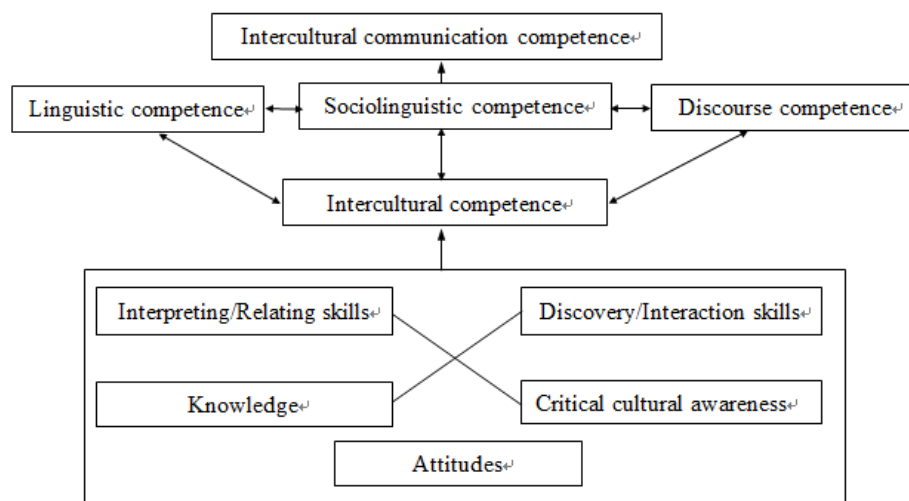 Intercultural communication competence↵
Linguistic competence↵
Sociolinguistic competence↵
Discourse competence↵
Intercultural competence↵
Interpreting/Relating skills↵
Discovery/Interaction skills↵
Knowledge↵
Critical cultural awareness↵
Attitudes↵